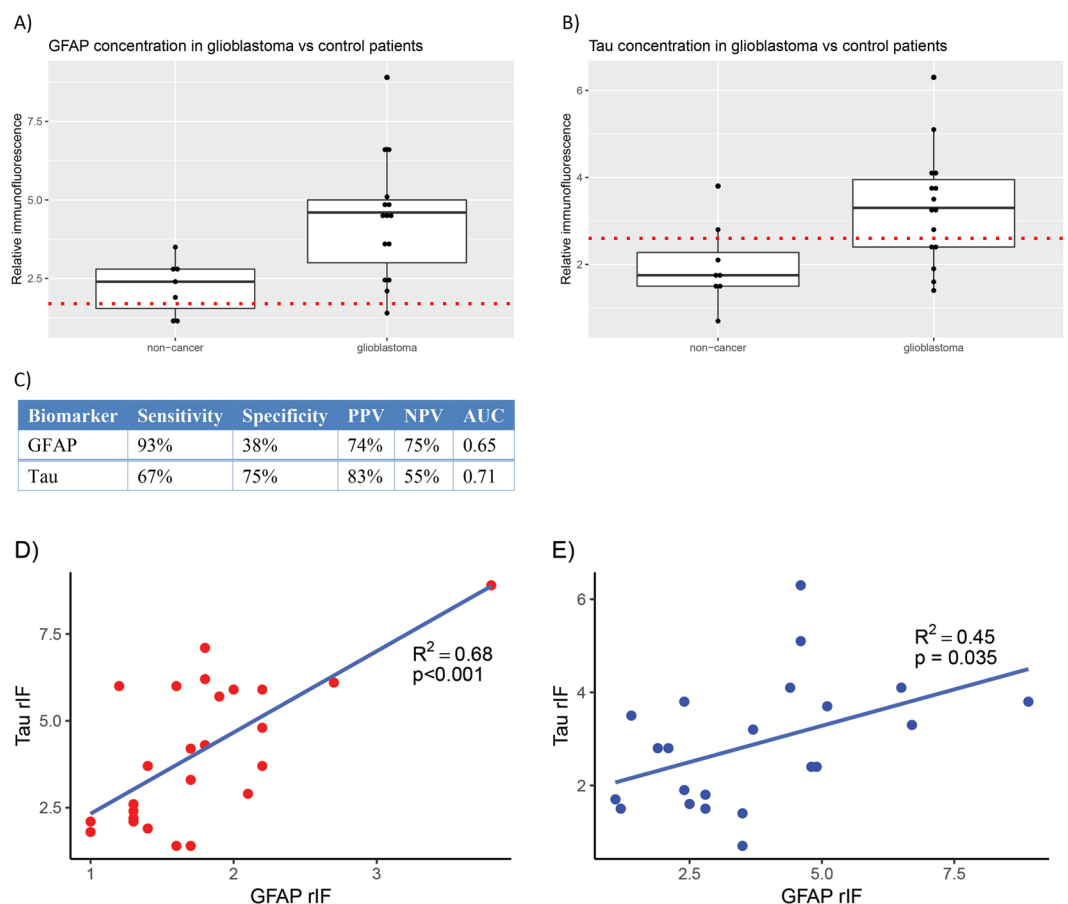 A)
GFAP concentration in glioblastoma vs control patients
Relative immunofluorescence
7.5
5.0
2.5
non−cancer
glioblastoma
B)
Tau concentration in glioblastoma vs control patients
Relative immunofluorescence
6
4
2
non−cancer
glioblastoma
C)
Biomarker Sensitivity Specificity PPV NPV AUC
GFAP 93% 38% 74% 75% 0.65
Tau 67% 75% 83% 55% 0.71
D)
Tau rIF
7.5
5.0
2.5
R² = 0.68
p<0.001
1 2 3
GFAP rIF
E)
Tau rIF
6
4
2
R² = 0.45
p = 0.035
2.5 5.0 7.5
GFAP rIF